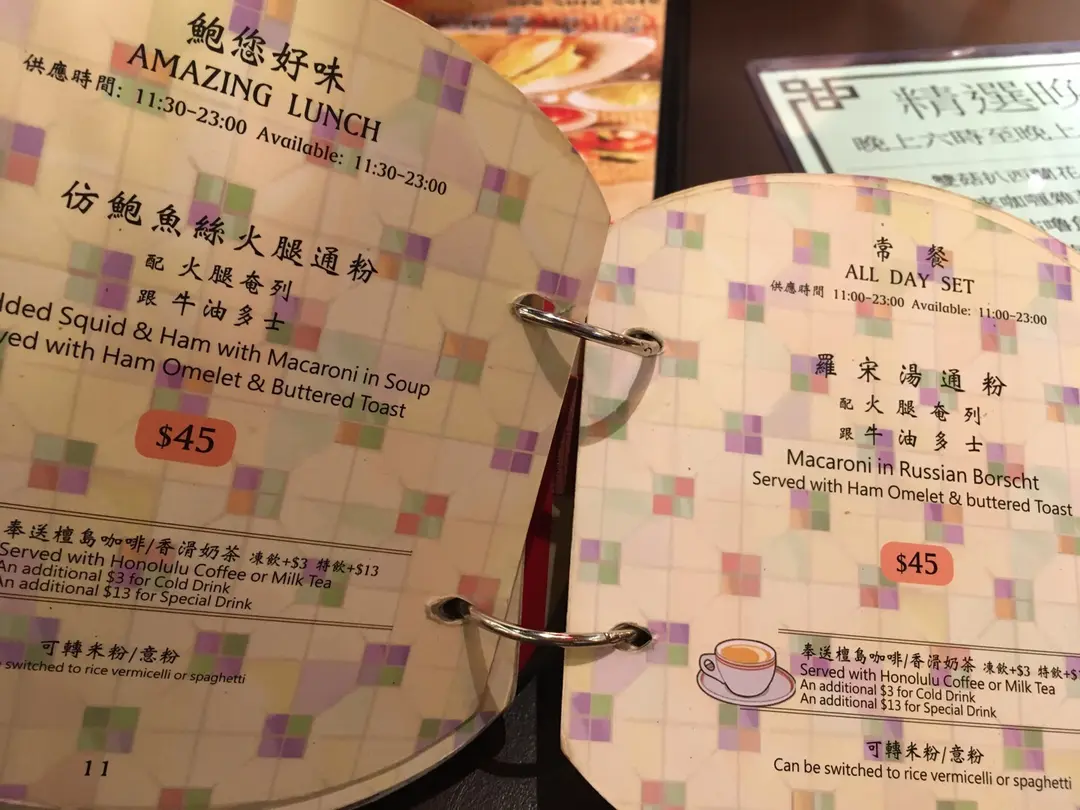 鮑您好味
AMAZING LUNCH
供應時間: 11:30-23:00 Available: 11:30-23:00
仿鮑魚絲火腿通粉
配 火腿奄列
跟 牛油多士
Squid & Ham with Macaroni in Soup
with Ham Omelet & Buttered Toast
$45
奉送檀島咖啡/香滑奶茶 凍飲+$3 特飲+$13
Served with Honolulu Coffee or Milk Tea
An additional $3 for Cold Drink
An additional $13 for Special Drink
可轉米粉/意粉
switched to rice vermicelli or spaghetti
11
精選
晚上六時至晚上
常餐
ALL DAY SET
供應時間 11:00-23:00 Available: 11:00-23:00
羅宋湯通粉
配 火腿奄列
跟 牛油多士
Macaroni in Russian Borscht
Served with Ham Omelet & buttered Toast
$45
奉送檀島咖啡/香滑奶茶 凍飲+$3 特飲
Served with Honolulu Coffee or Milk Tea
An additional $3 for Cold Drink
An additional $13 for Special Drink
可轉米粉/意粉
Can be switched to rice vermicelli or spaghetti